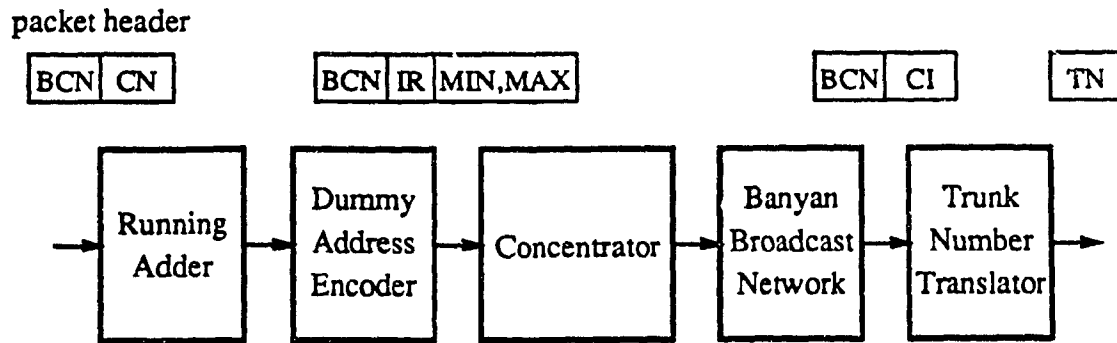 packet header
BCN CN
BCN IR MIN,MAX
BCN CI
TN
Running
Adder
Dummy
Address
Encoder
Concentrator
Banyan
Broadcast
Network
Trunk
Number
Translator